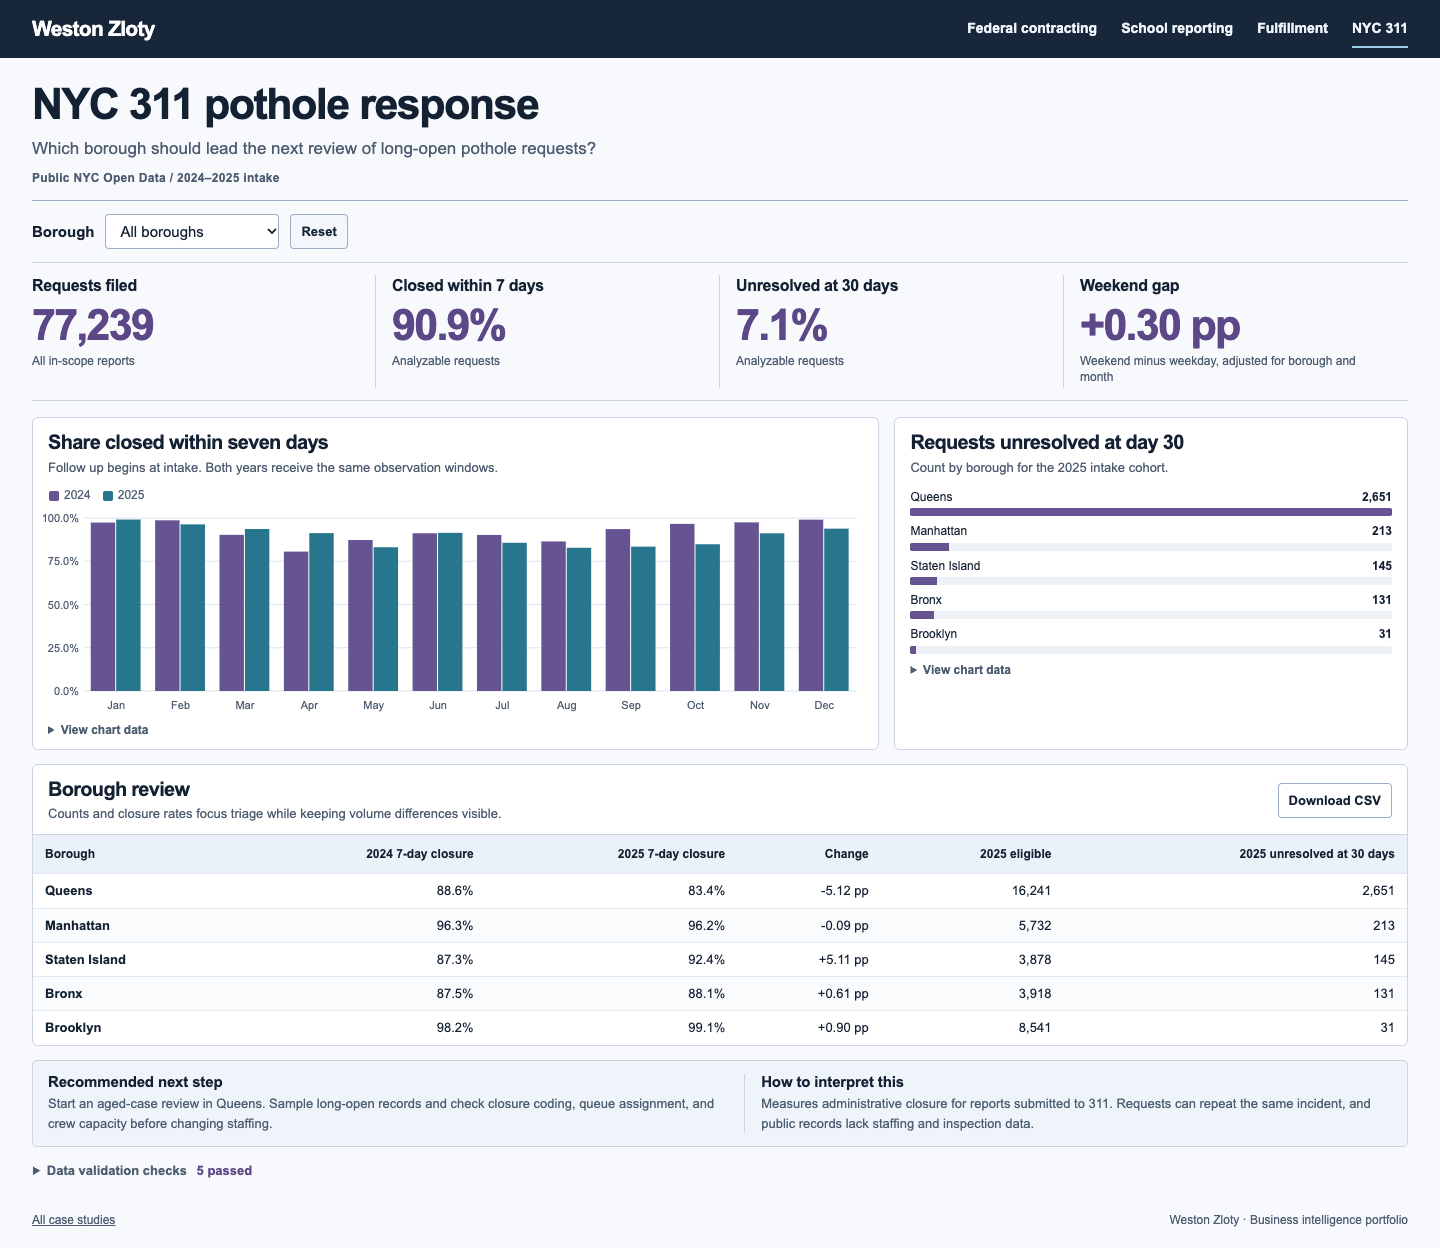 Weston Zloty
Federal contracting School reporting Fulfillment NYC 311
NYC 311 pothole response
Which borough should lead the next review of long-open pothole requests?
Public NYC Open Data / 2024–2025 intake
Borough All boroughs Reset
Requests filed
77,239
All in-scope reports
Closed within 7 days
90.9%
Analyzable requests
Unresolved at 30 days
7.1%
Analyzable requests
Weekend gap
+0.30 pp
Weekend minus weekday, adjusted for borough and
month
Share closed within seven days
Follow up begins at intake. Both years receive the same observation windows.
2024 2025
100.0%
75.0%
50.0%
25.0%
0.0%
Jan Feb Mar Apr May Jun Jul Aug Sep Oct Nov Dec
View chart data
Requests unresolved at day 30
Count by borough for the 2025 intake cohort.
Queens 2,651
Manhattan 213
Staten Island 145
Bronx 131
Brooklyn 31
View chart data
Borough review
Counts and closure rates focus triage while keeping volume differences visible.
Download CSV
Borough 2024 7-day closure 2025 7-day closure Change 2025 eligible 2025 unresolved at 30 days
Queens 88.6% 83.4% -5.12 pp 16,241 2,651
Manhattan 96.3% 96.2% -0.09 pp 5,732 213
Staten Island 87.3% 92.4% +5.11 pp 3,878 145
Bronx 87.5% 88.1% +0.61 pp 3,918 131
Brooklyn 98.2% 99.1% +0.90 pp 8,541 31
Recommended next step
Start an aged-case review in Queens. Sample long-open records and check closure coding, queue assignment, and
crew capacity before changing staffing.
How to interpret this
Measures administrative closure for reports submitted to 311. Requests can repeat the same incident, and
public records lack staffing and inspection data.
Data validation checks 5 passed
All case studies
Weston Zloty · Business intelligence portfolio